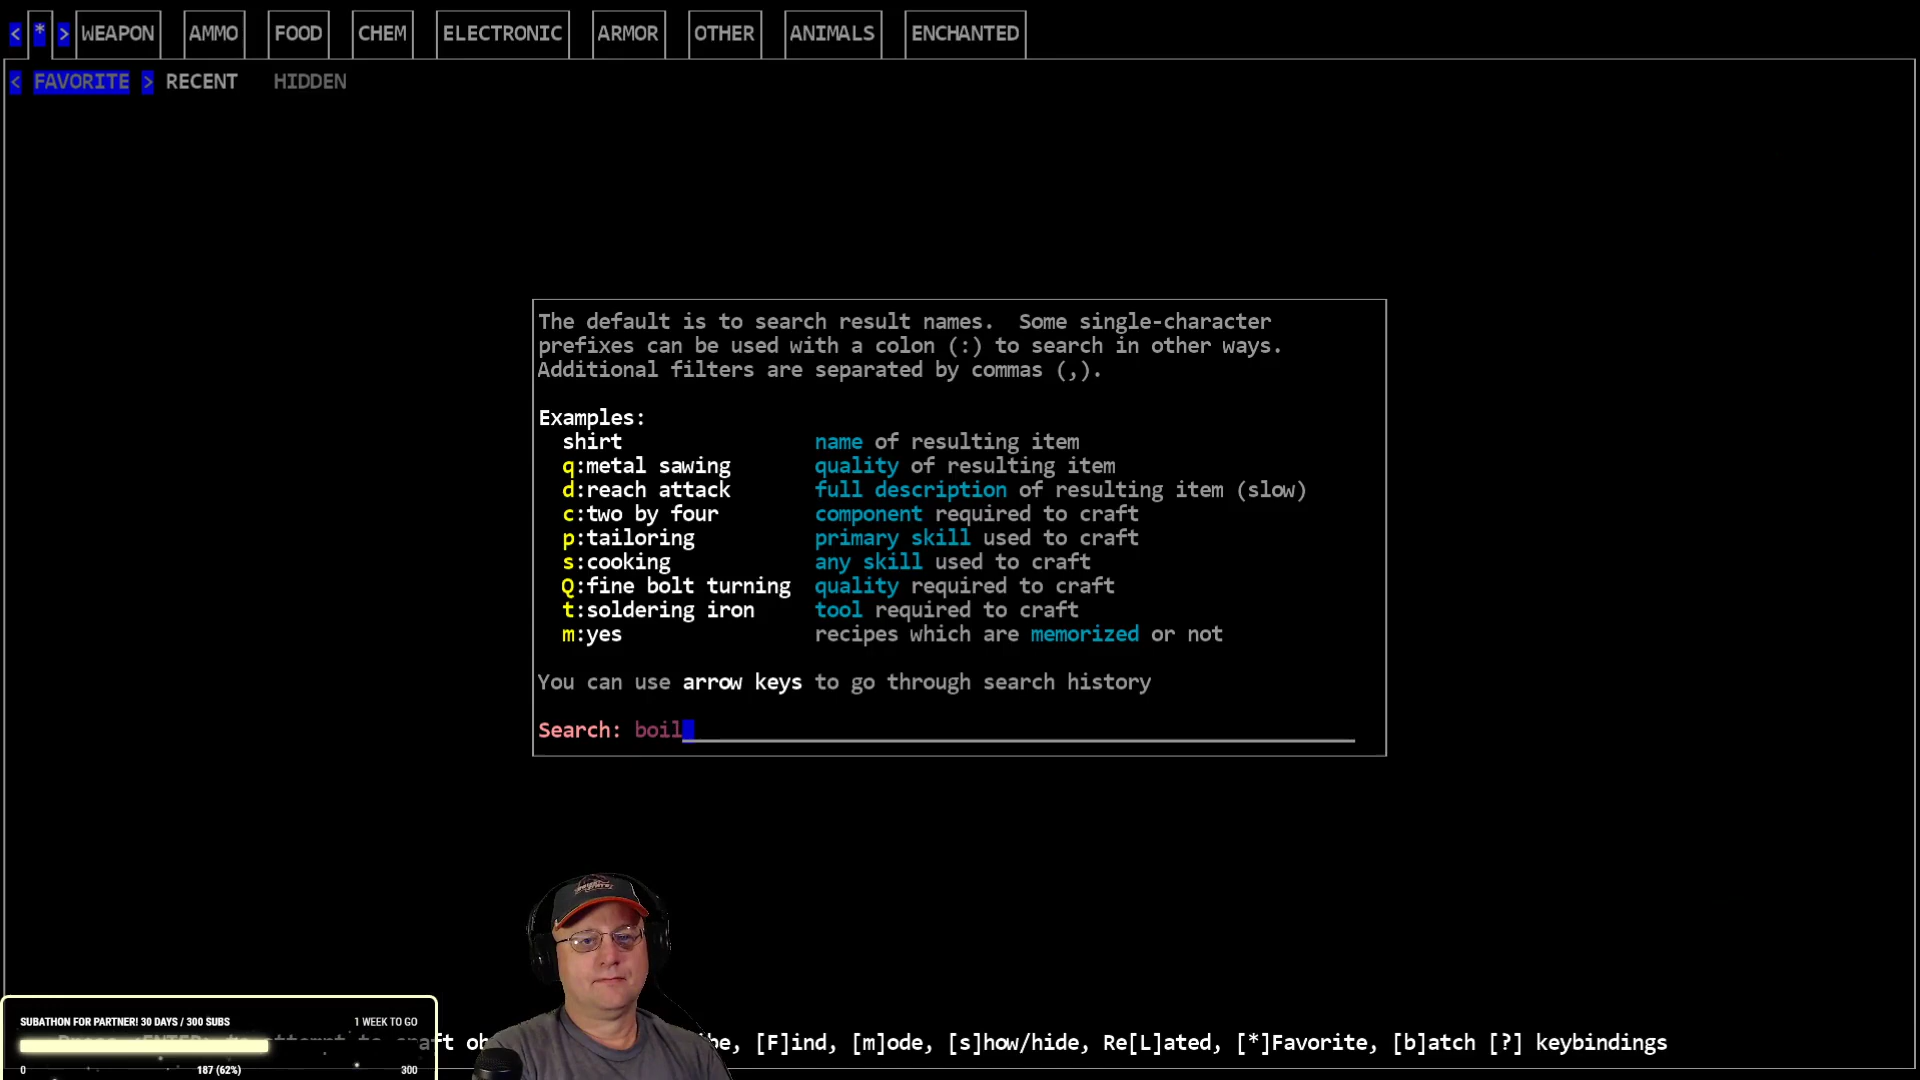 < * > WEAPON AMMO FOOD CHEM ELECTRONIC ARMOR OTHER ANIMALS ENCHANTED
< FAVORITE > RECENT HIDDEN
The default is to search result names. Some single-character
prefixes can be used with a colon (:) to search in other ways.
Additional filters are separated by commas (,).
Examples:
shirt name of resulting item
q:metal sawing quality of resulting item
d:reach attack full description of resulting item (slow)
c:two by four component required to craft
p:tailoring primary skill used to craft
s:cooking any skill used to craft
Q:fine bolt turning quality required to craft
t:soldering iron tool required to craft
m:yes recipes which are memorized or not
You can use arrow keys to go through search history
Search: boil
SUBATHON FOR PARTNER! 30 DAYS / 300 SUBS 1 WEEK TO GO
[F]ind, [m]ode, [s]how/hide, Re[L]ated, [*]Favorite, [b]atch [?] keybindings
0 187 (62%) 300